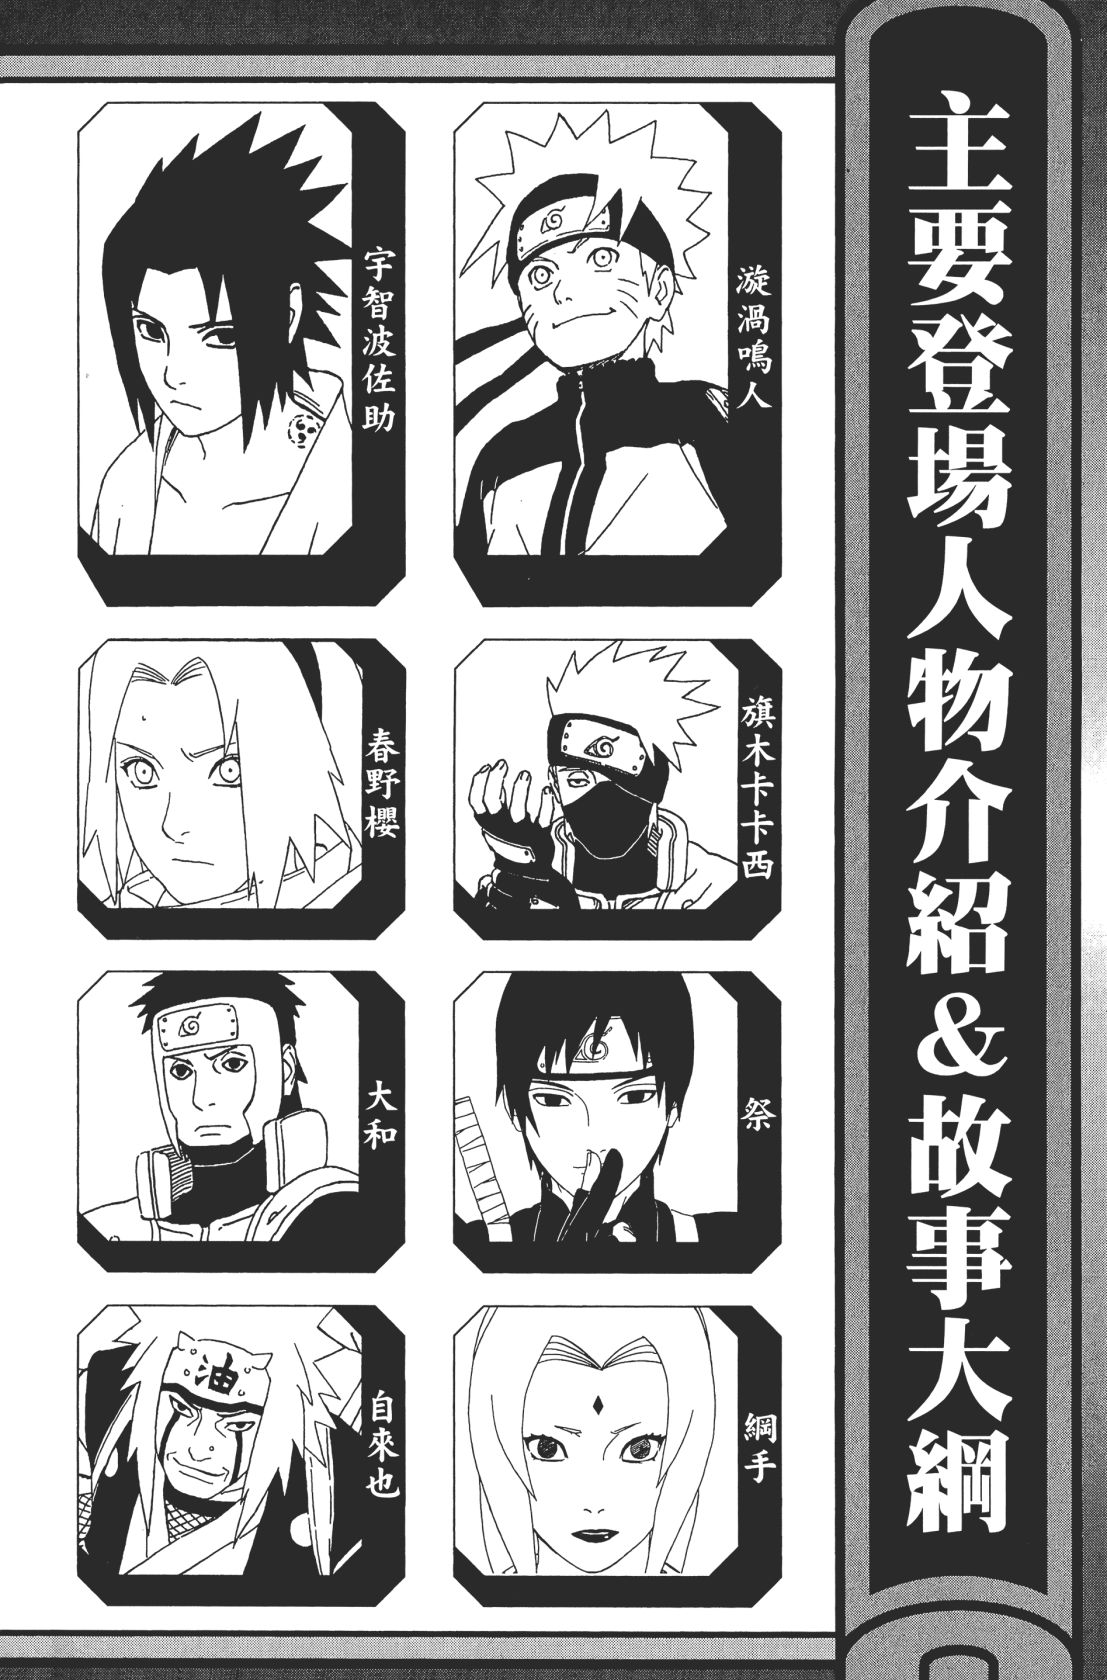 主要登場人物介紹&故事大綱
漩渦鳴人
宇智波佐助
旗木卡卡西
春野櫻
祭
大和
綱手
自來也
油